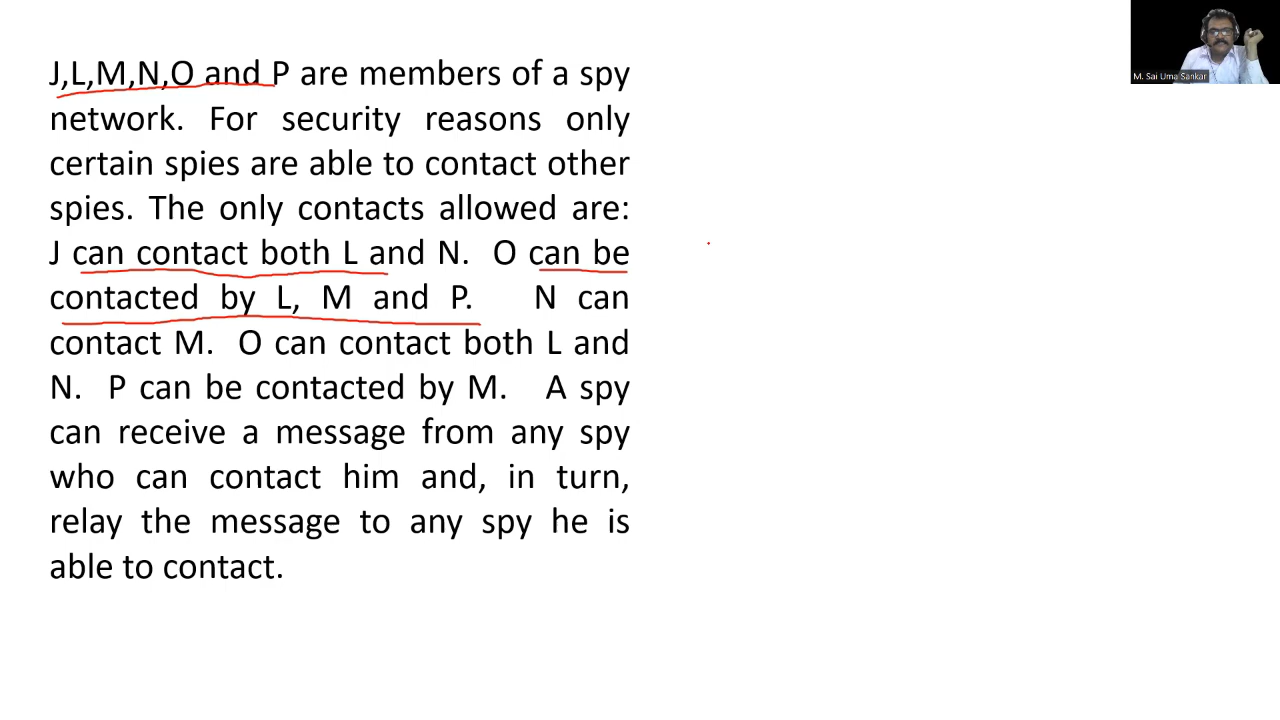 J,L,M,N,O and P are members of a spy
network. For security reasons only
certain spies are able to contact other
spies. The only contacts allowed are:
J can contact both L and N. O can be
contacted by L, M and P. N can
contact M. O can contact both L and
N. P can be contacted by M. A spy
can receive a message from any spy
who can contact him and, in turn,
relay the message to any spy he is
able to contact.
M. Sai Uma Sankar